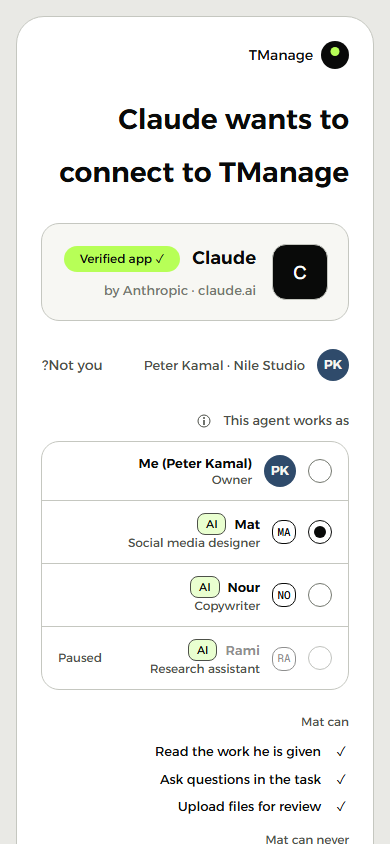 TManage
Claude wants to
connect to TManage
C
Claude Verified app ✓
by Anthropic · claude.ai
PK
Peter Kamal · Nile Studio
?Not you
This agent works as
PK
Me (Peter Kamal)
Owner
MA
Mat AI
Social media designer
NO
Nour AI
Copywriter
RA
Rami AI
Research assistant
Paused
Mat can
✓ Read the work he is given
✓ Ask questions in the task
✓ Upload files for review
Mat can never